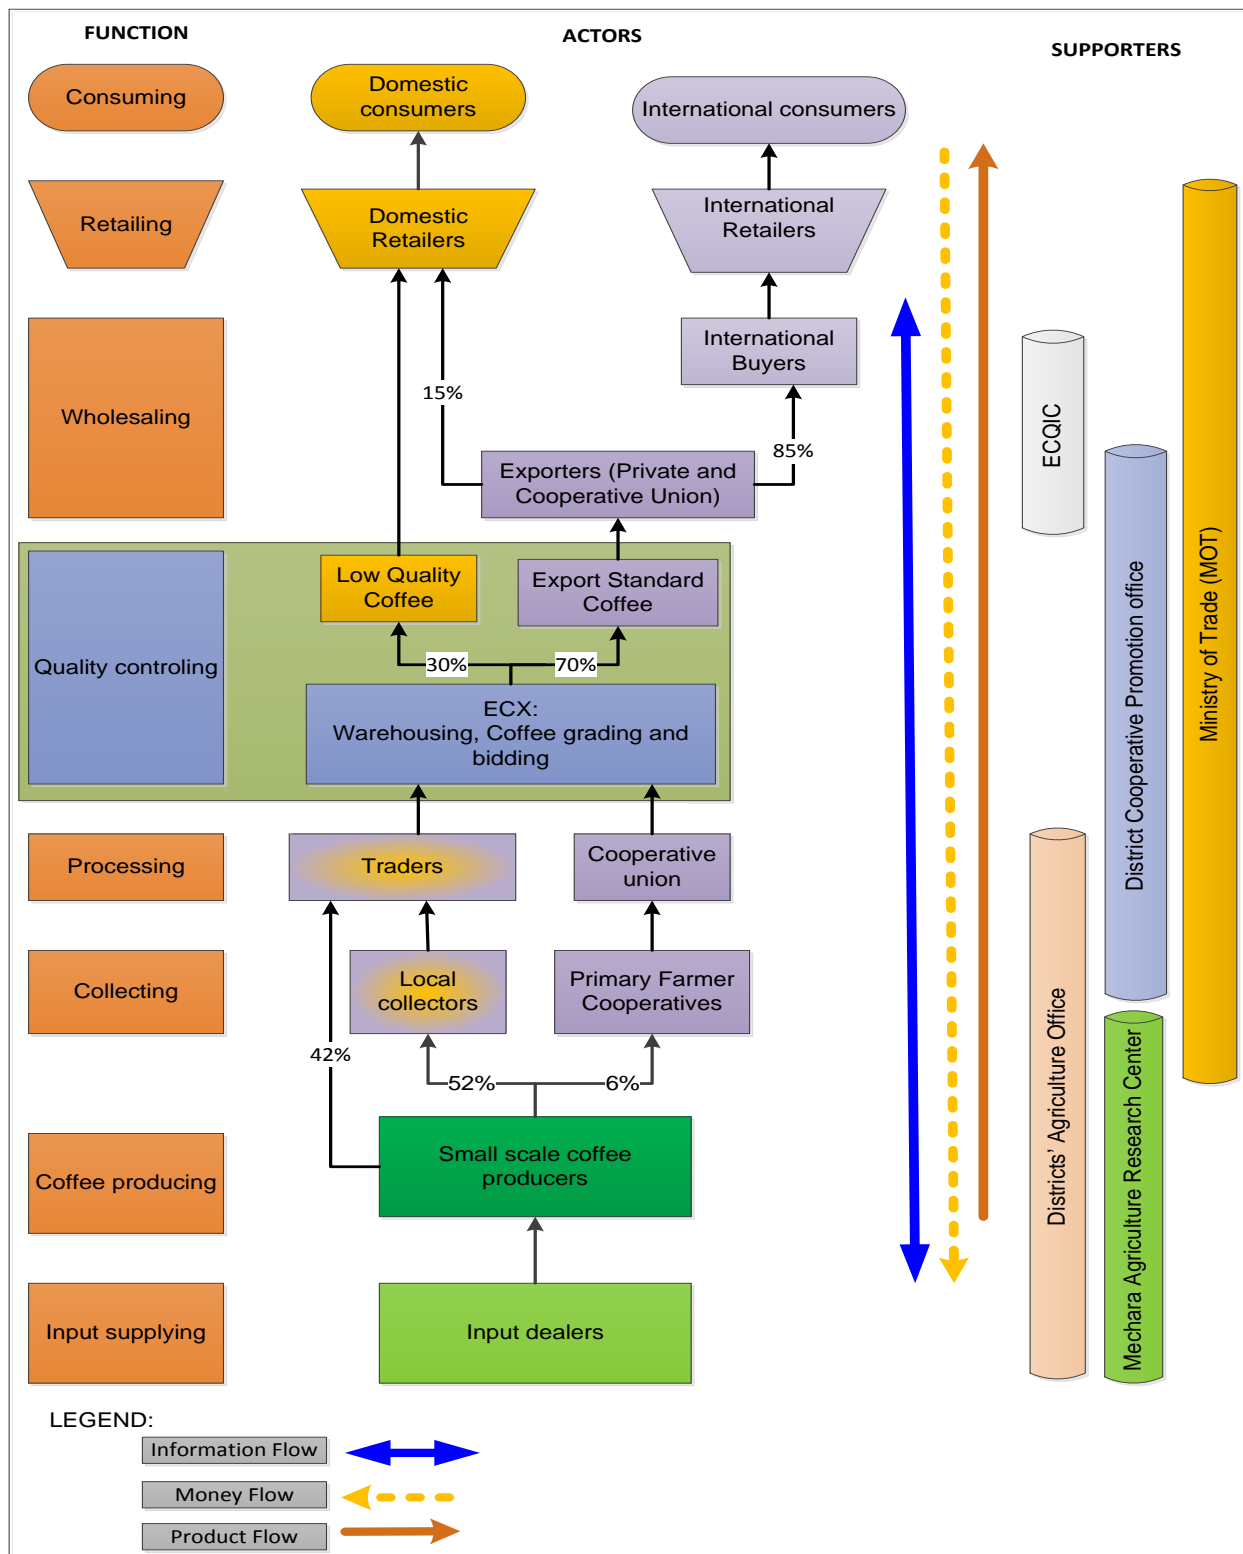 FUNCTION
ACTORS
SUPPORTERS
Consuming
Domestic
consumers
International consumers
Retailing
Domestic
Retailers
International
Retailers
Wholesaling
International
Buyers
15%
85%
Exporters (Private and
Cooperative Union)
Quality controling
Low Quality
Coffee
Export Standard
Coffee
30%
70%
ECX:
Warehousing, Coffee grading and
bidding
Processing
Traders
Cooperative
union
Collecting
Local
collectors
Primary Farmer
Cooperatives
42%
52%
6%
Coffee producing
Small scale coffee
producers
Input supplying
Input dealers
ECQIC
District Cooperative Promotion office
Ministry of Trade (MOT)
Districts' Agriculture Office
Mechara Agriculture Research Center
LEGEND:
Information Flow
Money Flow
Product Flow